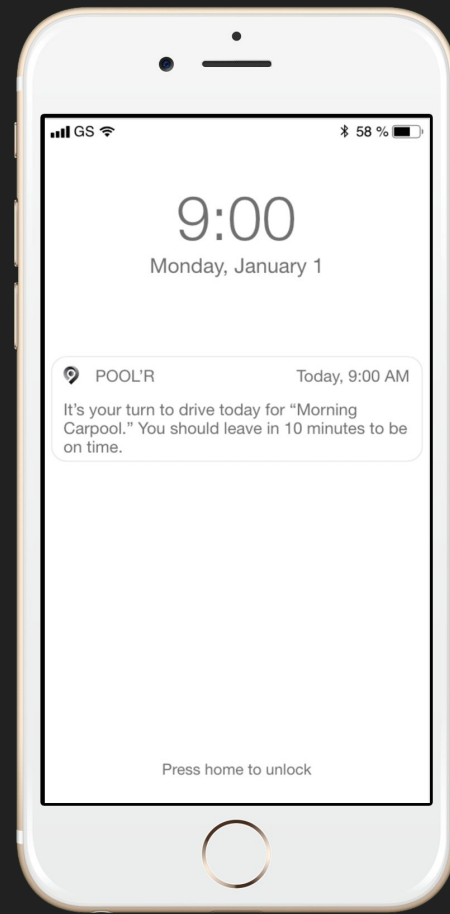 GS 58 %
9:00
Monday, January 1
POOL'R Today, 9:00 AM
It's your turn to drive today for “Morning
Carpool.” You should leave in 10 minutes to be
on time.
Press home to unlock